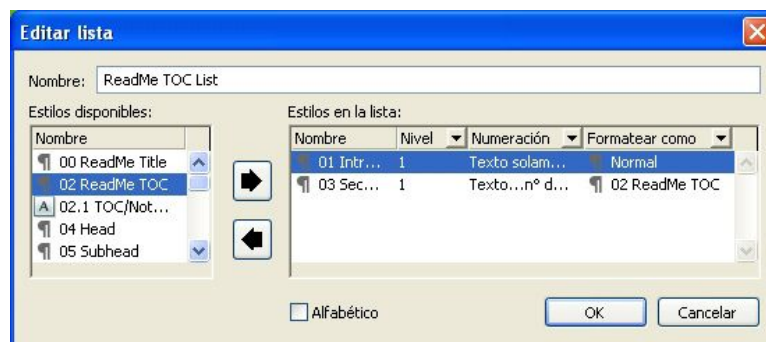 Editar lista
Nombre: ReadMe TOC List
Estilos disponibles: Estilos en la lista:
Nombre Nombre Nivel Numeración Formatear como
00 ReadMe Title 01 Intr... 1 Texto solam... Normal
02 ReadMe TOC 03 Sec... 1 Texto...nº d... 02 ReadMe TOC
A 02.1 TOC/Not...
04 Head
05 Subhead
Alfabético OK Cancelar